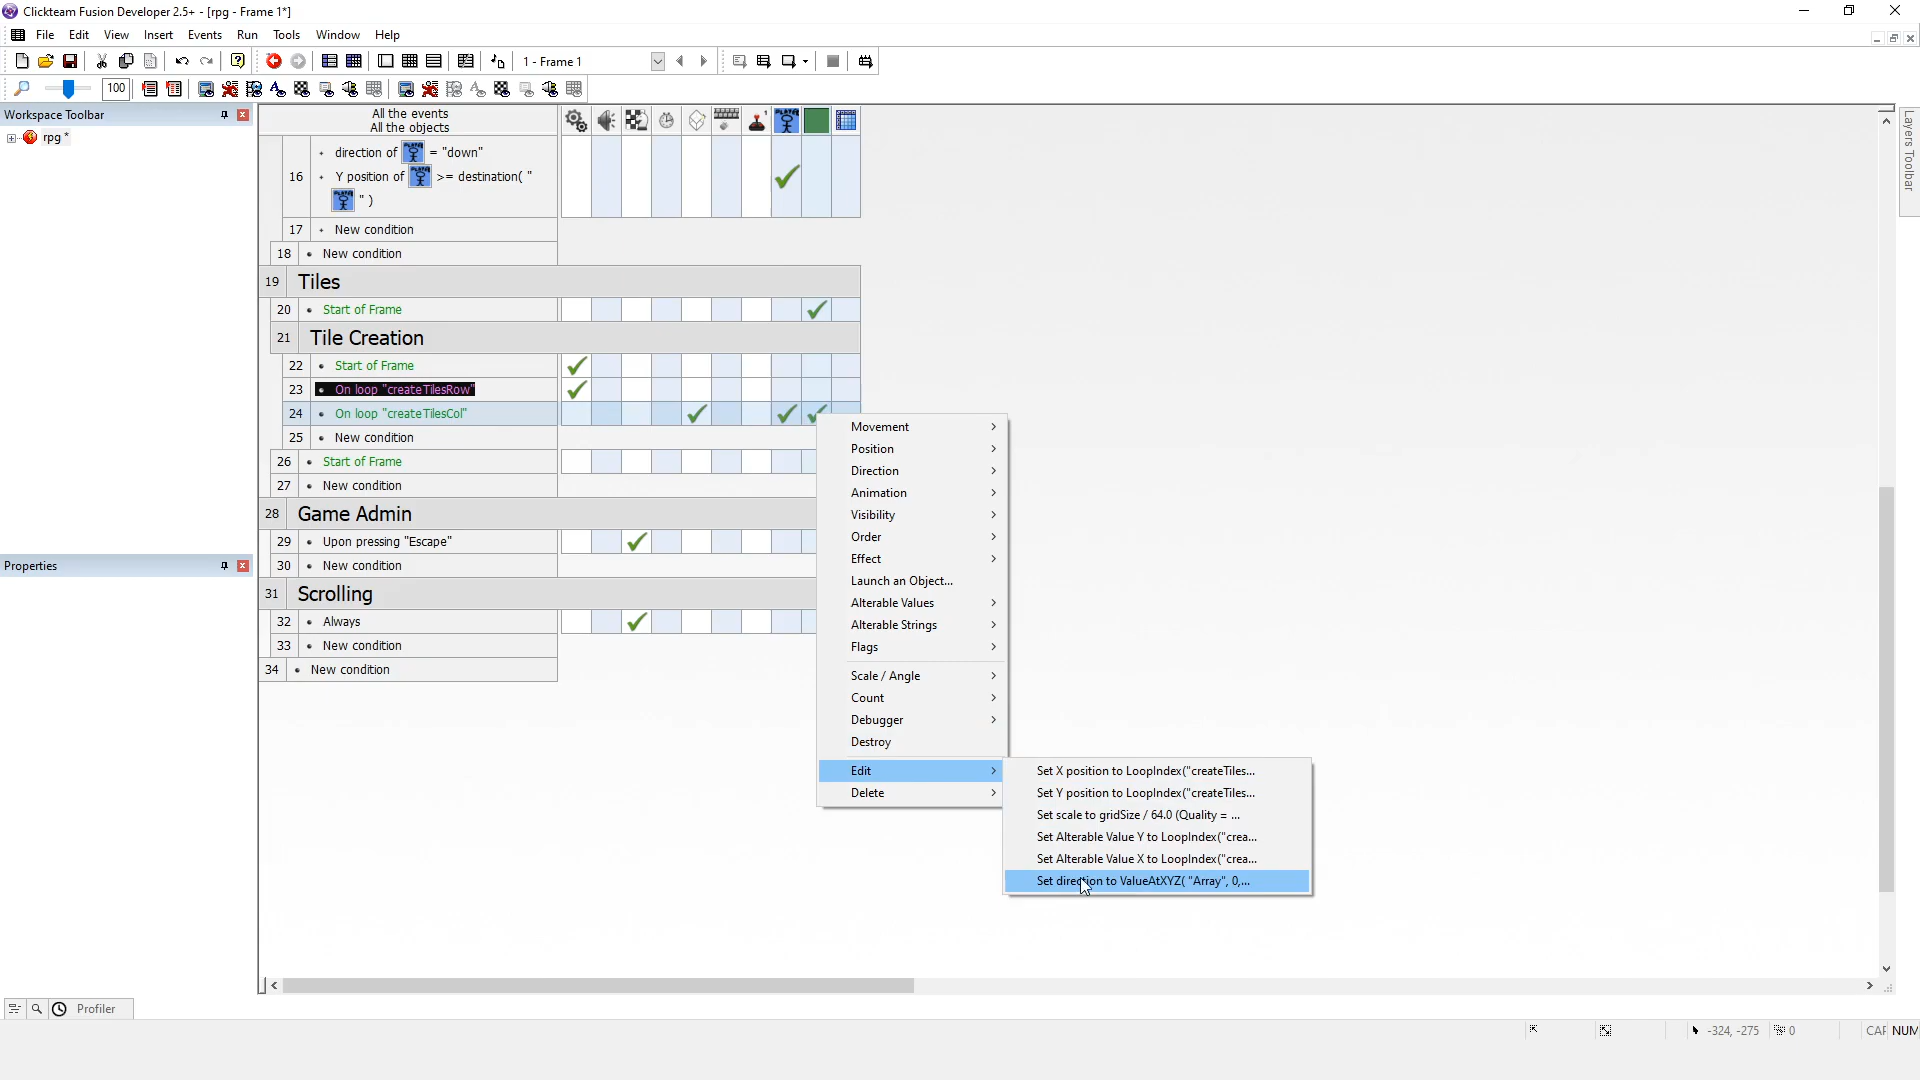 Clickteam Fusion Developer 2.5+ - [rpg - Frame 1*]
File Edit View Insert Events Run Tools Window Help
1 - Frame 1
100
Workspace Toolbar
rpg *
Properties
All the events
All the objects
16 • direction of = "down"
• Y position of >= destination( "
" )
17 • New condition
18 • New condition
19 Tiles
20 • Start of Frame
21 Tile Creation
22 • Start of Frame
23 • On loop "createTilesRow"
24 • On loop "createTilesCol"
25 • New condition
26 • Start of Frame
27 • New condition
28 Game Admin
29 • Upon pressing "Escape"
30 • New condition
31 Scrolling
32 • Always
33 • New condition
34 • New condition
Movement
Position
Direction
Animation
Visibility
Order
Effect
Launch an Object...
Alterable Values
Alterable Strings
Flags
Scale / Angle
Count
Debugger
Destroy
Edit
Delete
Set X position to LoopIndex("createTiles...
Set Y position to LoopIndex("createTiles...
Set scale to gridSize / 64.0 (Quality = ...
Set Alterable Value Y to LoopIndex("crea...
Set Alterable Value X to LoopIndex("crea...
Set direction to ValueAtXYZ( "Array", 0,...
Layers Toolbar
Profiler
-324, -275
0
CAP NUM